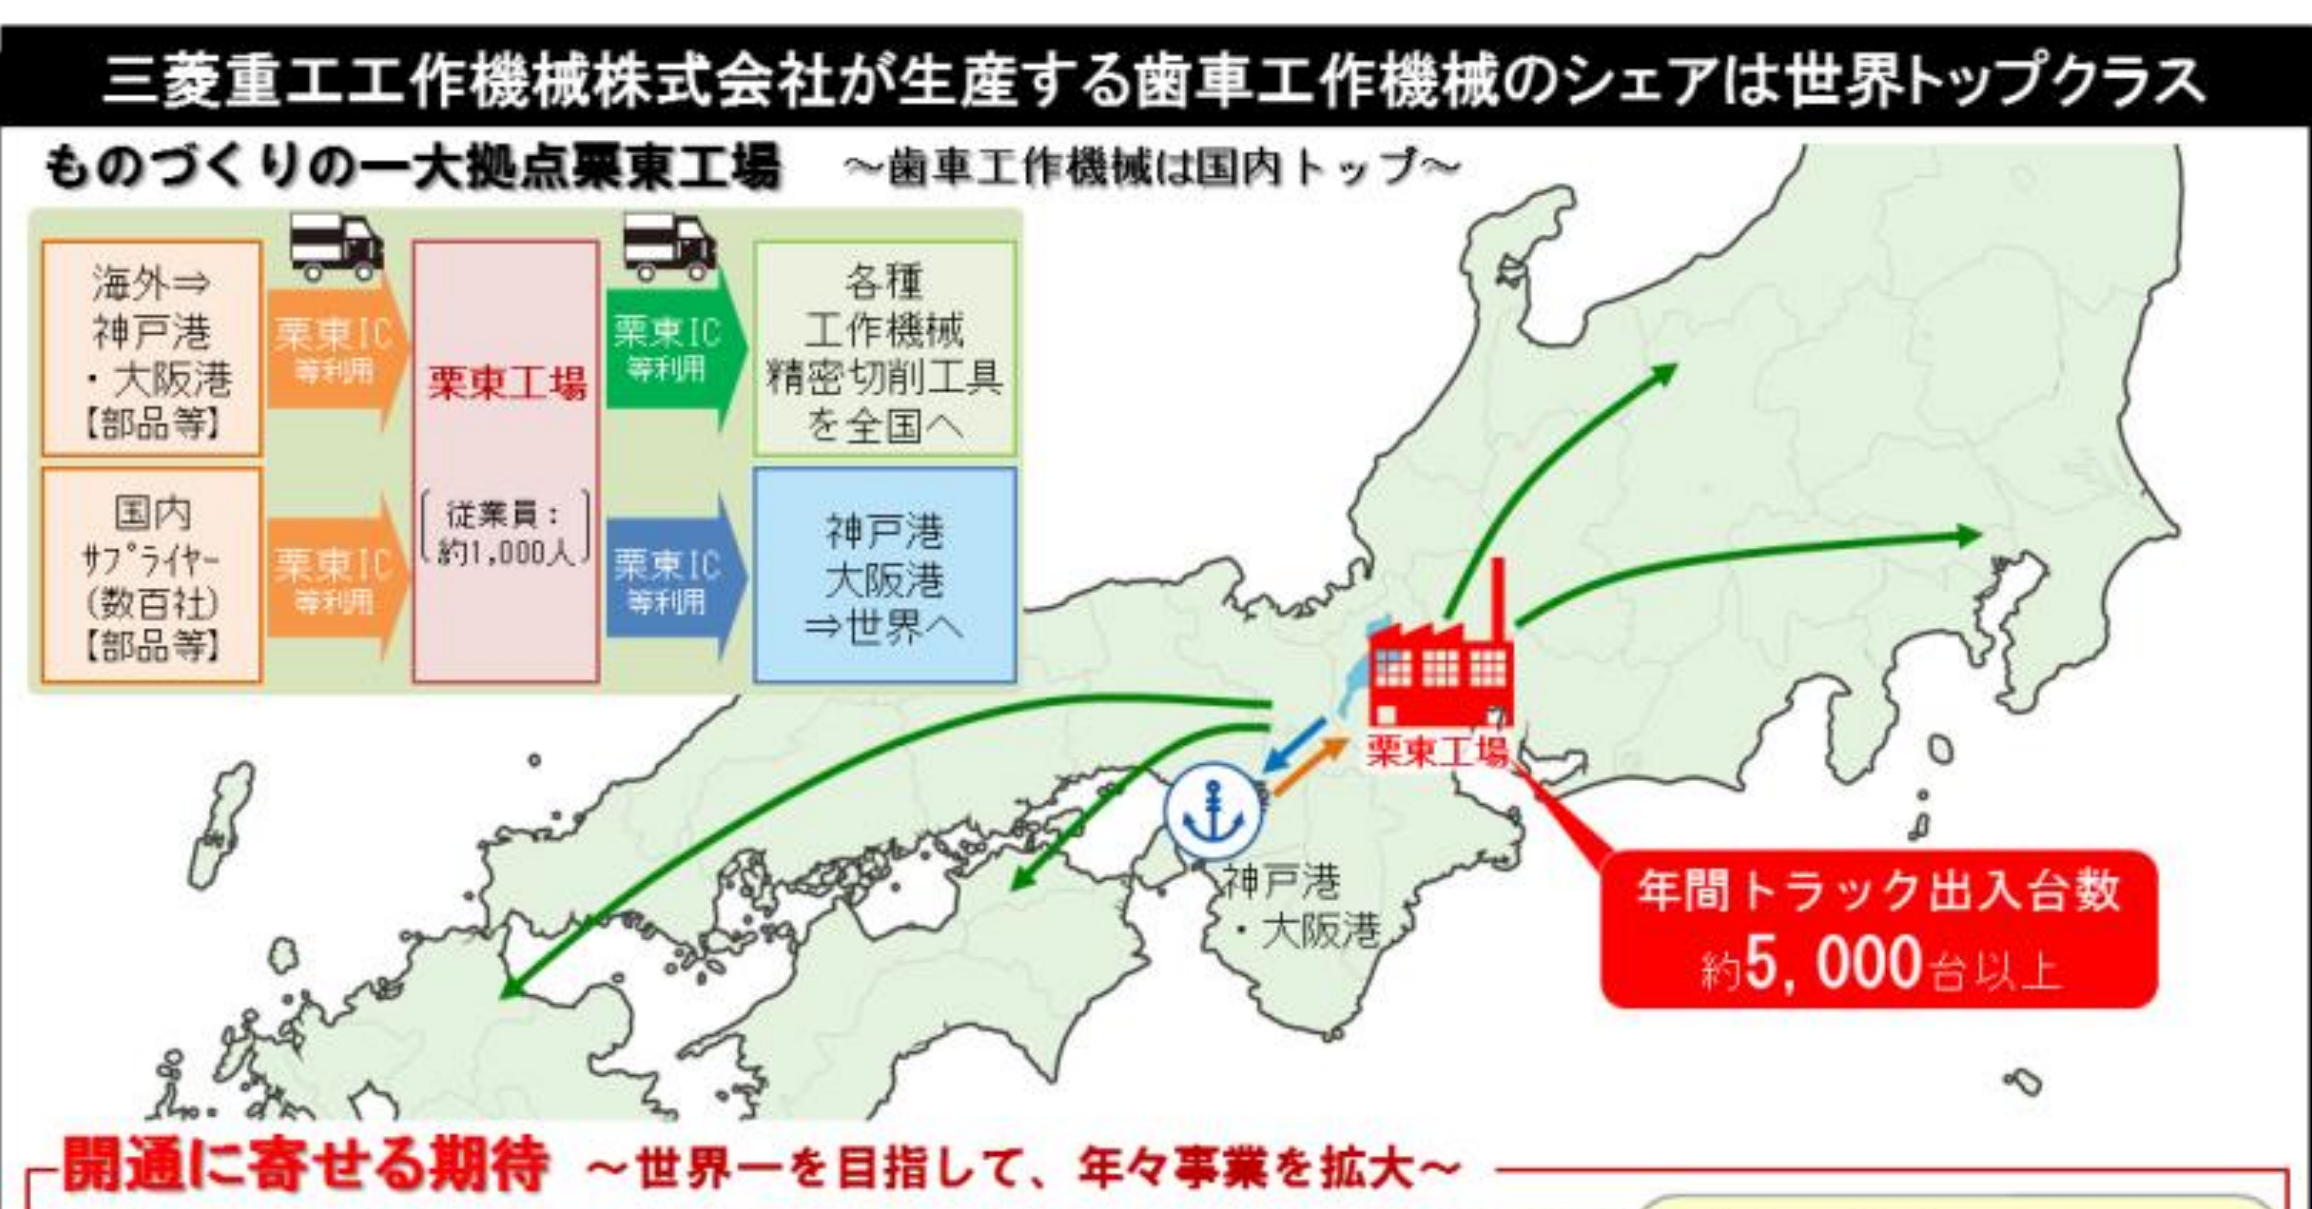 三菱重工工作機械株式会社が生産する歯車工作機械のシェアは世界トップクラス
ものづくりの一大拠点栗東工場 ～歯車工作機械は国内トップ～
海外⇒
神戸港
・大阪港
【部品等】
栗東IC
等利用
国内
ｻﾌﾟﾗｲﾔｰ
（数百社）
【部品等】
栗東IC
等利用
栗東工場
従業員：
約1,000人
栗東IC
等利用
各種
工作機械
精密切削工具
を全国へ
栗東IC
等利用
神戸港
大阪港
⇒世界へ
栗東工場
神戸港
・大阪港
年間トラック出入台数
約5,000台以上
開通に寄せる期待 ～世界一を目指して、年々事業を拡大～